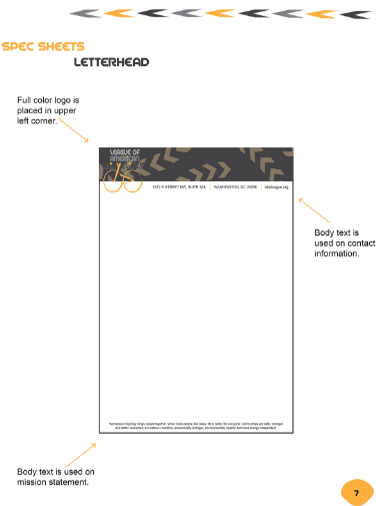 SPEC SHEETS
LETTERHEAD
Full color logo is
placed in upper
left corner.
LEAGUE OF
AMERICAN
1612 K STREET NW, SUITE 308 WASHINGTON, DC 20006 bikeleague.org
Body text is
used on contact
information.
Body text is used on
mission statement.
7